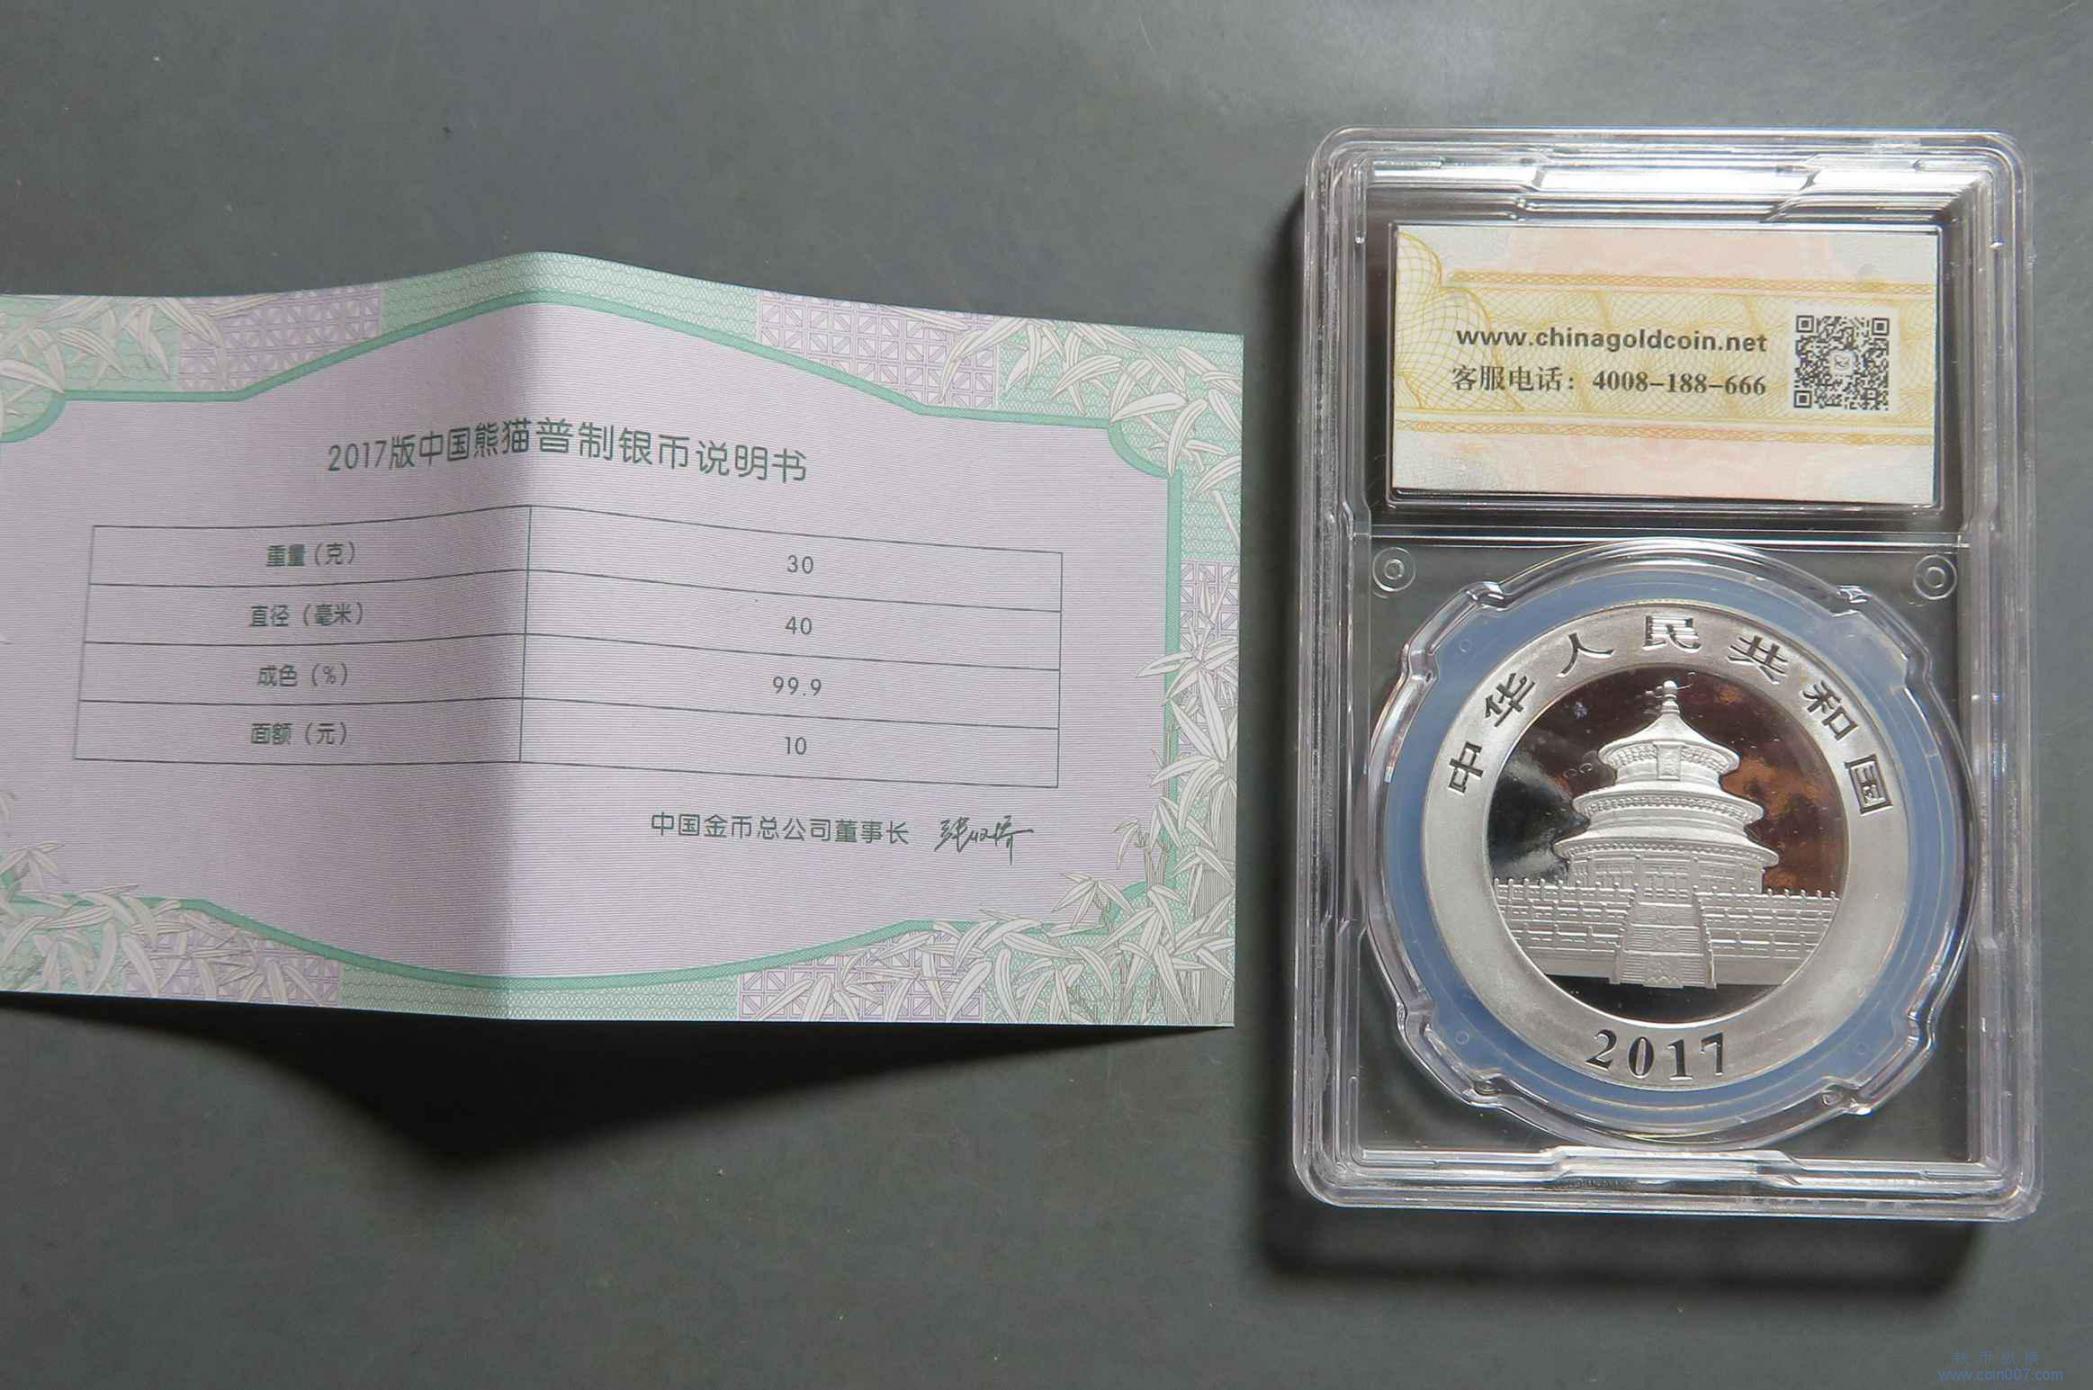 2017版中国熊猫普制银币说明书
重量（克） 30
直径（毫米） 40
成色（%） 99.9
面额（元） 10
中国金币总公司董事长
www.chinagoldcoin.net
客服电话：4008-188-666
中华人民共和国
2017
www.coin007.com